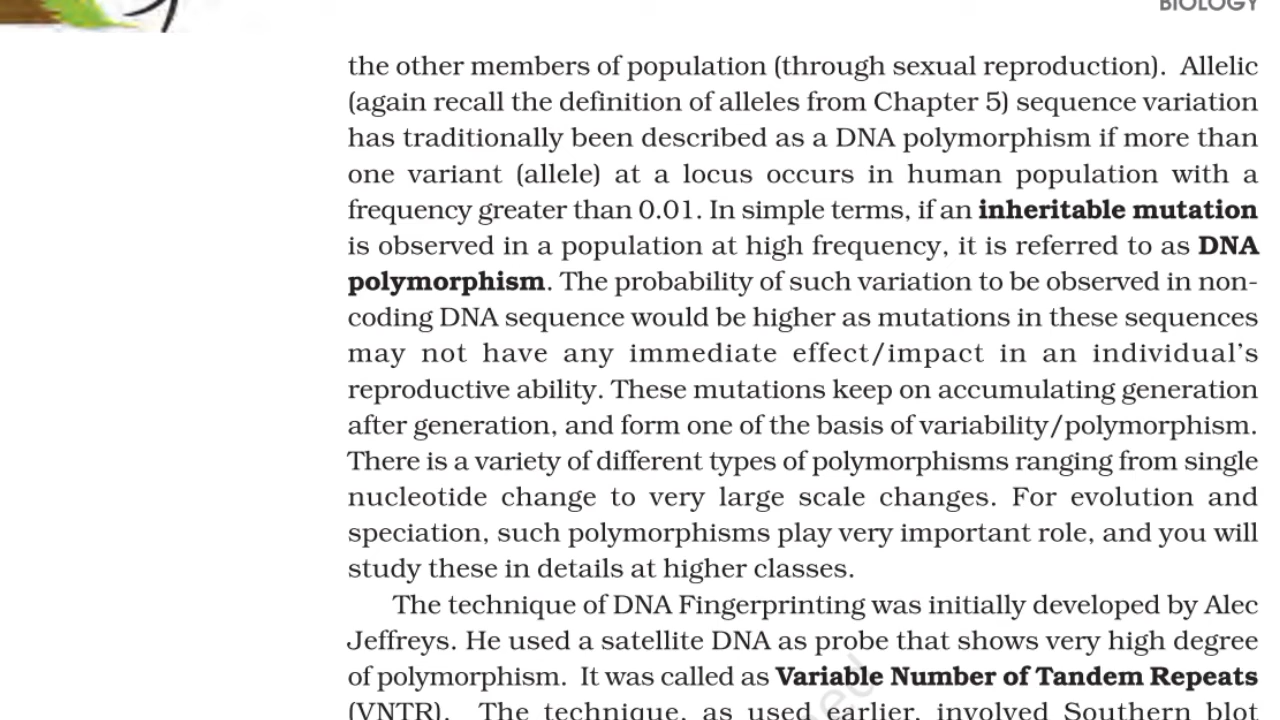 BIOLOGY
the other members of population (through sexual reproduction). Allelic
(again recall the definition of alleles from Chapter 5) sequence variation
has traditionally been described as a DNA polymorphism if more than
one variant (allele) at a locus occurs in human population with a
frequency greater than 0.01. In simple terms, if an inheritable mutation
is observed in a population at high frequency, it is referred to as DNA
polymorphism. The probability of such variation to be observed in non-
coding DNA sequence would be higher as mutations in these sequences
may not have any immediate effect/impact in an individual's
reproductive ability. These mutations keep on accumulating generation
after generation, and form one of the basis of variability/polymorphism.
There is a variety of different types of polymorphisms ranging from single
nucleotide change to very large scale changes. For evolution and
speciation, such polymorphisms play very important role, and you will
study these in details at higher classes.
The technique of DNA Fingerprinting was initially developed by Alec
Jeffreys. He used a satellite DNA as probe that shows very high degree
of polymorphism. It was called as Variable Number of Tandem Repeats
(VNTR). The technique, as used earlier, involved Southern blot